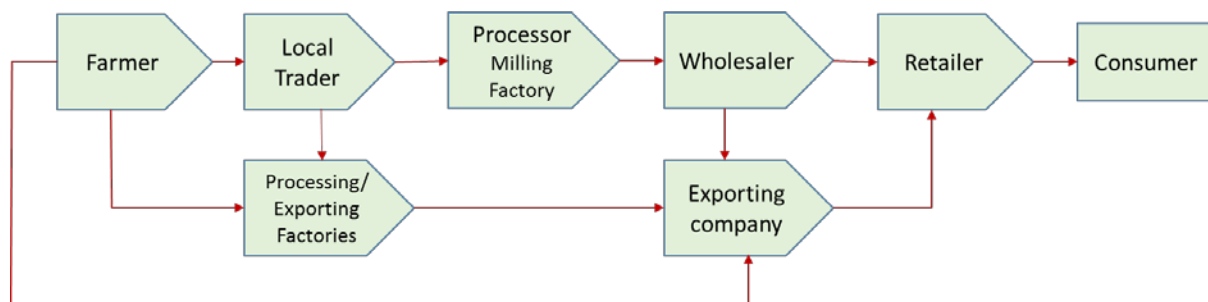 Farmer
Local
Trader
Processor
Milling
Factory
Wholesaler
Retailer
Consumer
Processing/
Exporting
Factories
Exporting
company